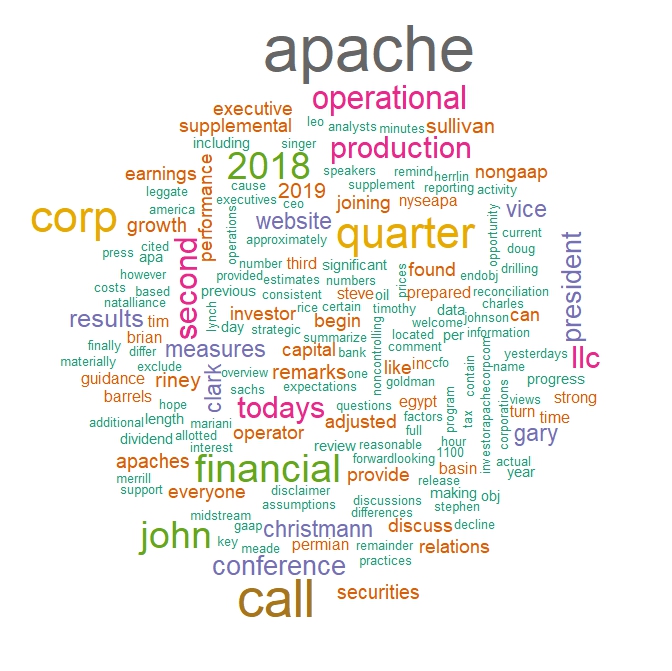 apache
operational
executive
leo
analysts
minutes
supplemental
sullivan
including
singer
production
2018
speakers
remind
herrlin
nongaap
earnings
performance
cause
2019
supplement
reporting
activity
leggate
executives
ceo
joining
nyseapa
america
corp
growth
operations
website
quarter
opportunity
vice
current
press
cited
apa
second
approximately
doug
president
number
third
significant
prices
found
endobj
drilling
however
provided
estimates
numbers
costs
based
previous
consistent
steve
oil
prepared
reconciliation
natalliance
lynch
investor
rice
certain
timothy
data
charles
results
tim
day
strategic
begin
noncontrolling
welcome
johnson
can
brian
summarize
located
per
information
finally
differ
measures
capital
bank
comment
investorapachecorpcom
yesterdays
llc
materially
exclude
overview
remarks
one
like
inc
cfo
contain
name
guidance
riney
clark
sachs
expectations
goldman
progress
barrels
egypt
program
tax
corporations
views
strong
hope
todays
questions
factors
turn
time
additional
length
mariani
adjusted
full
gary
dividend
allotted
operator
review
reasonable
hour
interest
1100
apaches
financial
forwardlooking
basin
actual
merrill
provide
release
year
support
everyone
disclaimer
discussions
making
obj
assumptions
differences
stephen
midstream
john
gaap
christmann
discuss
decline
key
meade
permian
remainder
relations
conference
practices
call
securities